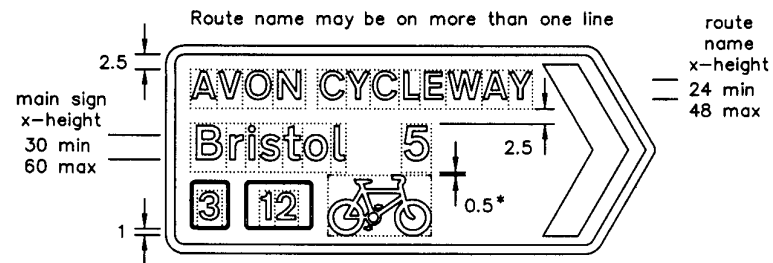 Route name may be on more than one line
route
name
x-height
24 min
48 max
2.5
main sign
x-height
30 min
60 max
1
AVON CYCLEWAY
Bristol 5
2.5
3 12
0.5*